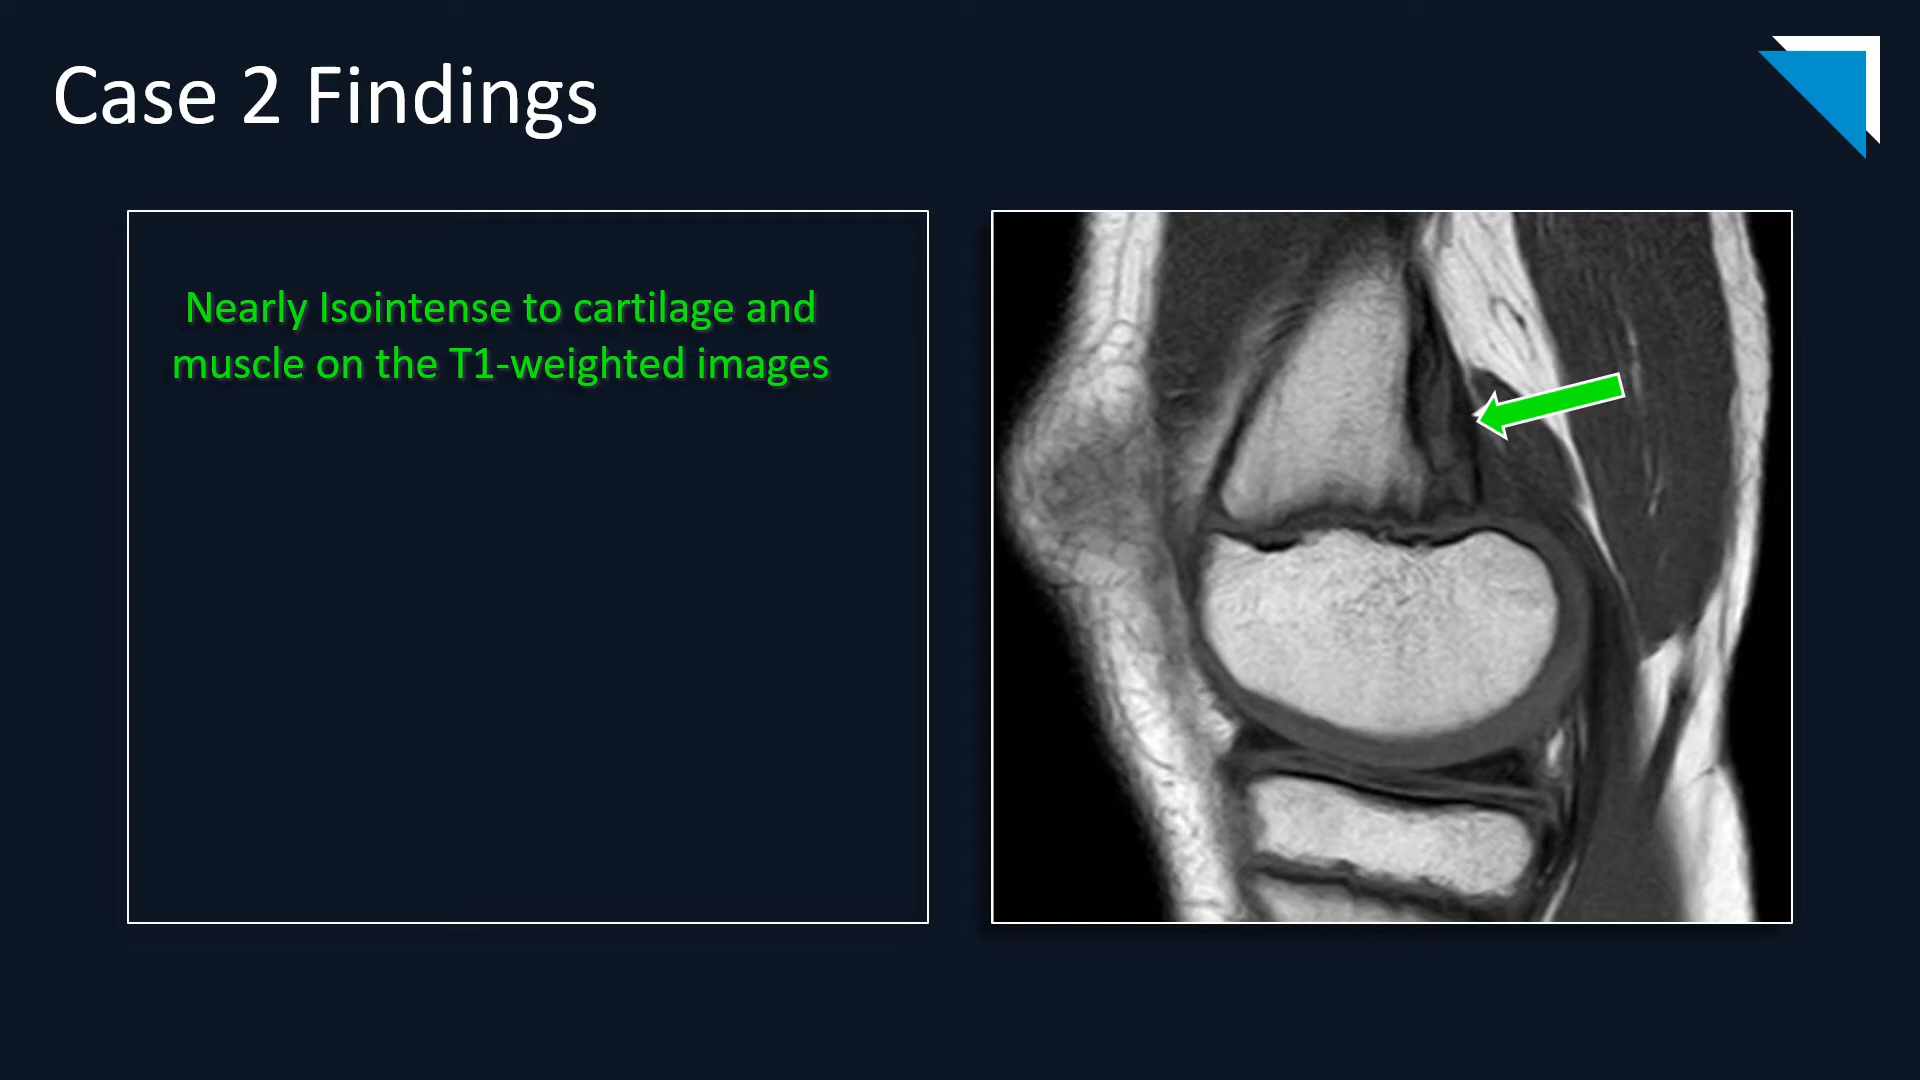 Case 2 Findings
Nearly Isointense to cartilage and
muscle on the T1-weighted images